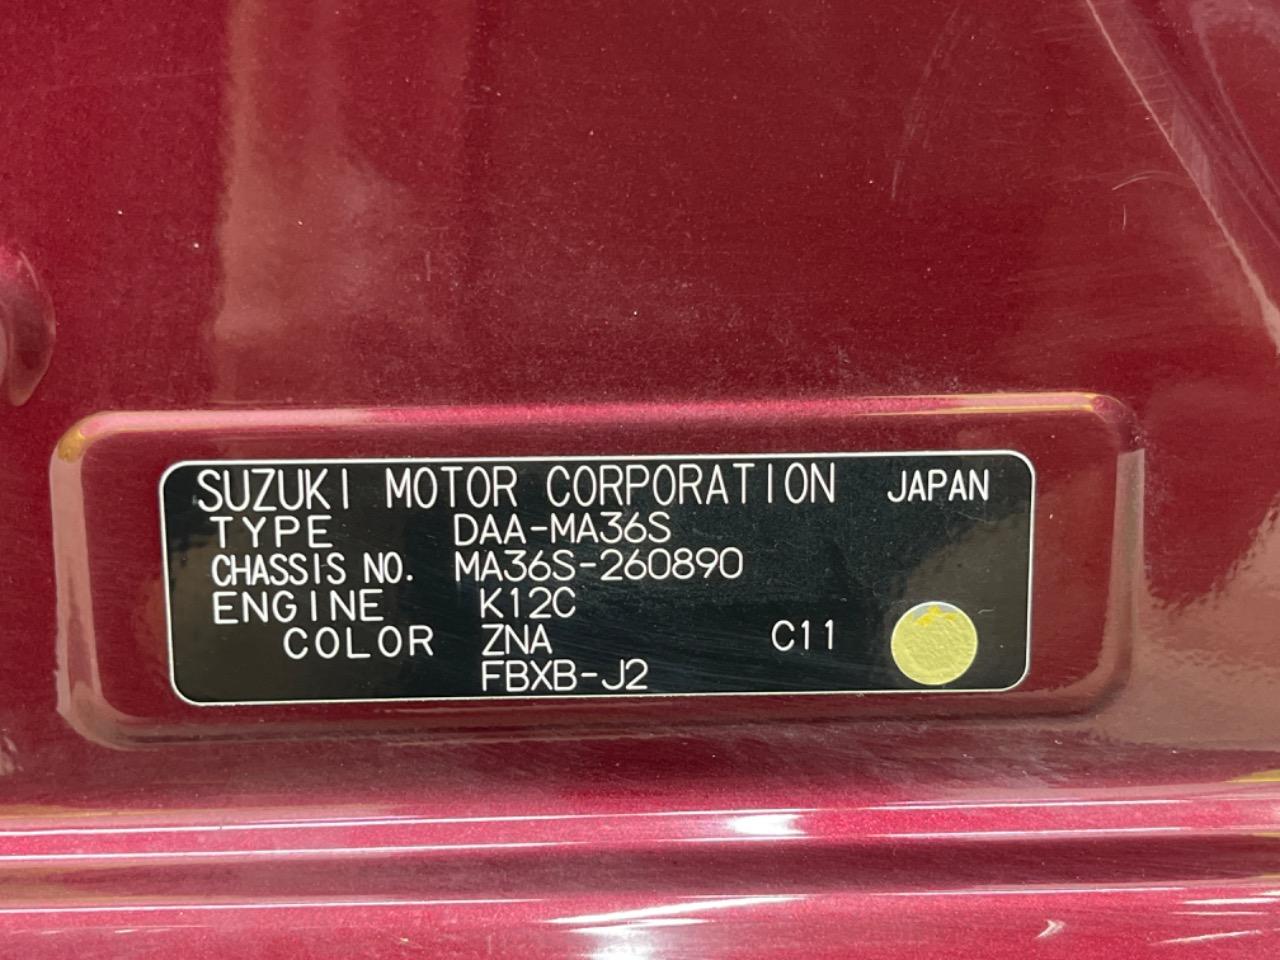 SUZUKI MOTOR CORPORATION JAPAN
TYPE DAA-MA36S
CHASSIS NO. MA36S-260890
ENGINE K12C
COLOR ZNA C11
FBXB-J2